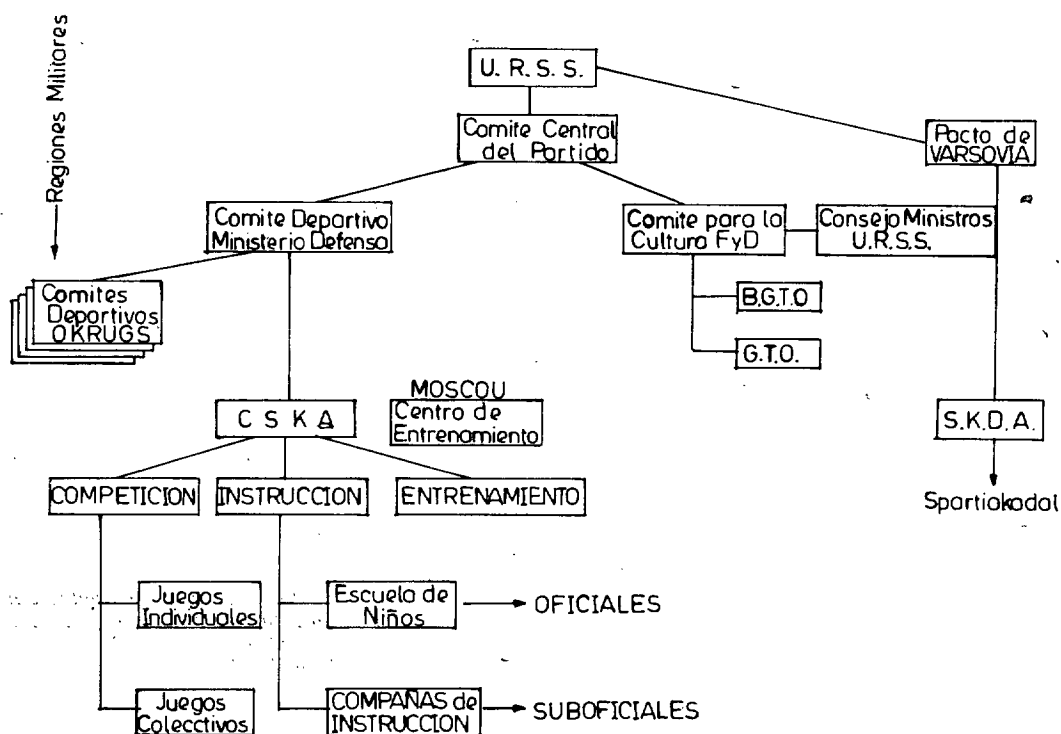 Regiones Militares
U. R. S. S.
Comite Central
del Partido
Pacto de
VARSOVIA
Comite Deportivo
Ministerio Defensa
Comite para la
Cultura FyD
Consejo Ministros
U.R.S.S.
Comites
Deportivos
OKRUGS
B.G.T.O
G.T.O.
MOSCOU
C S K A
Centro de
Entrenamiento
S.K.D.A.
COMPETICION
INSTRUCCION
ENTRENAMIENTO
Spartiakadal
Juegos
Individuales
Escuela de
Niños
OFICIALES
Juegos
Colecctivos
COMPAÑAS de
INSTRUCCION
SUBOFICIALES